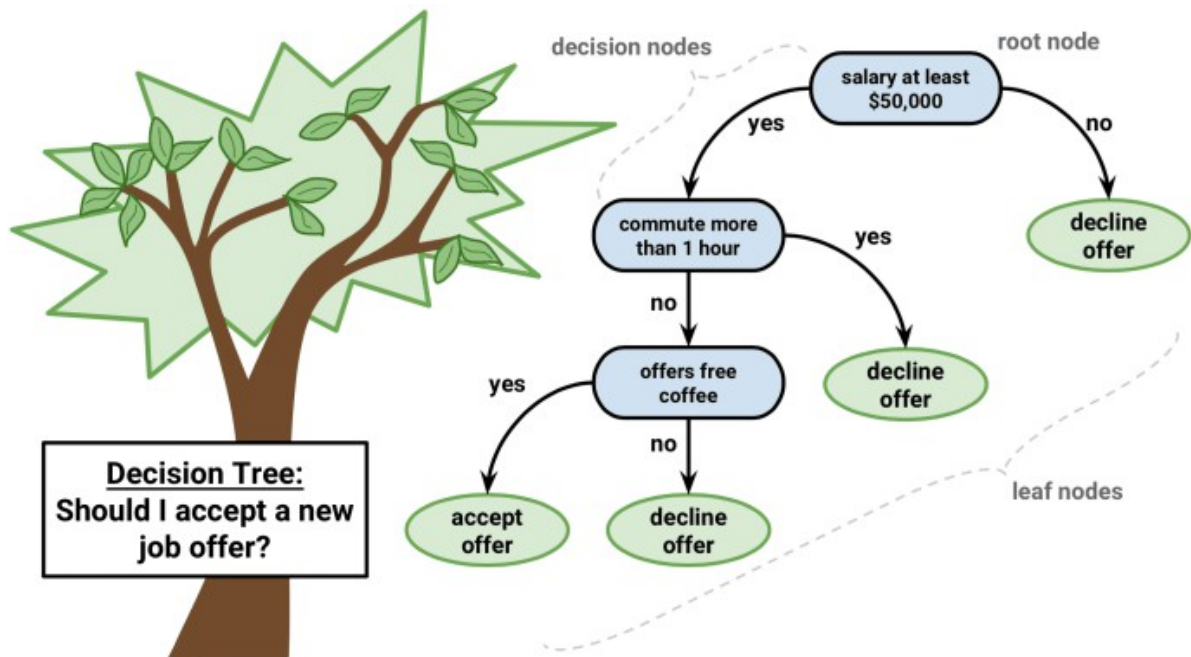 decision nodes
root node
salary at least
$50,000
yes
no
commute more
than 1 hour
yes
decline
offer
no
offers free
coffee
decline
offer
yes
no
leaf nodes
accept
offer
decline
offer
Decision Tree:
Should I accept a new
job offer?